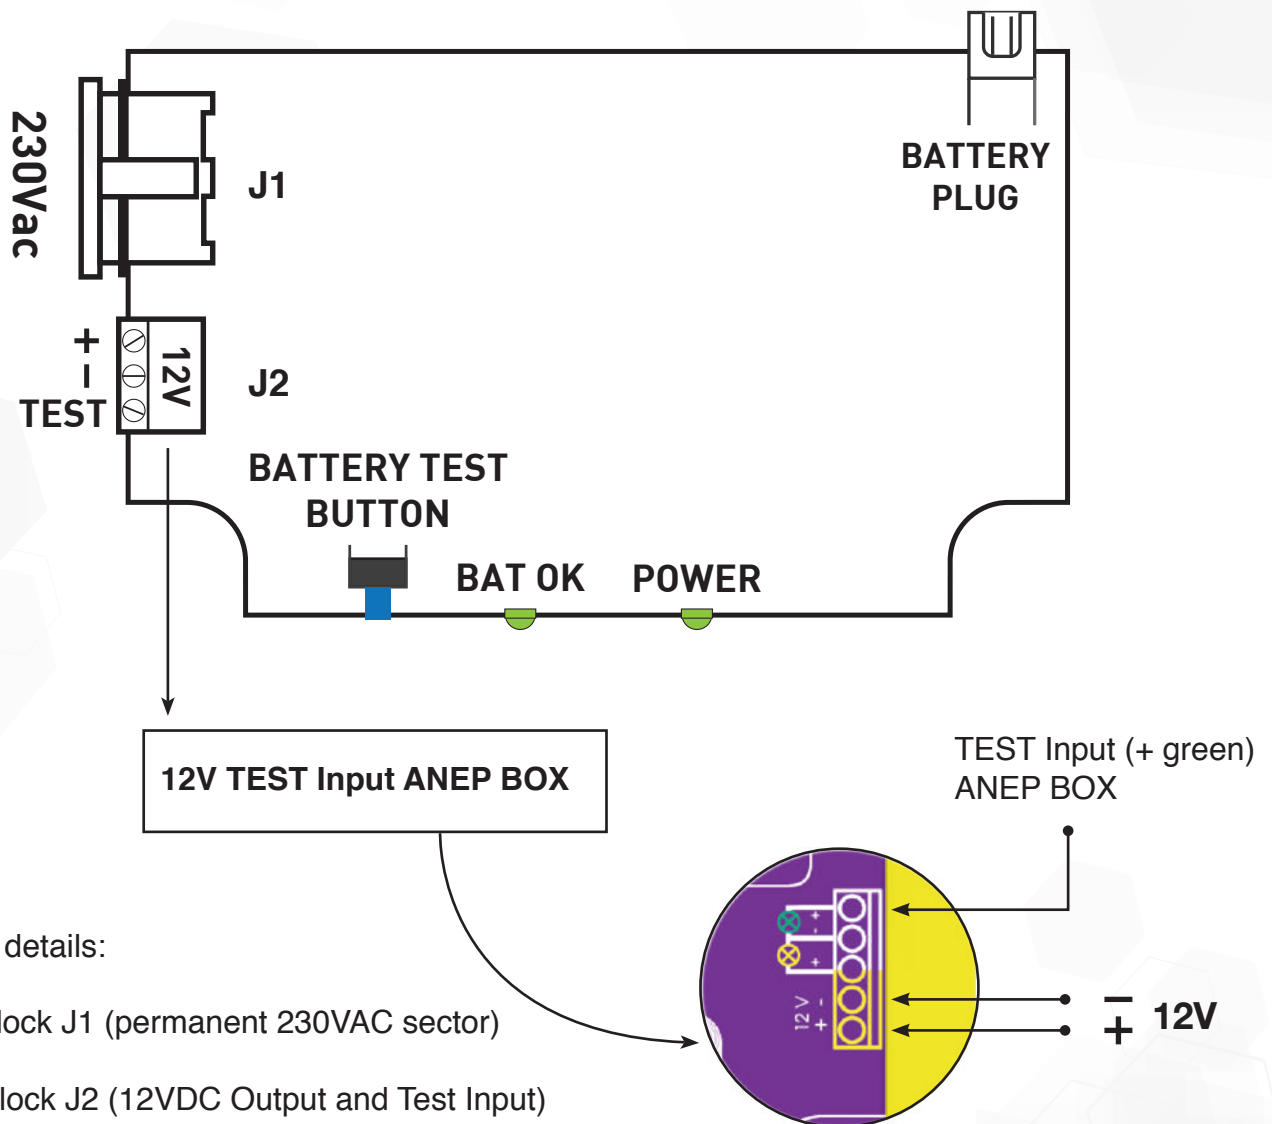 BATTERY
PLUG
230Vac
J1
+
−
TEST
12V
J2
BATTERY TEST
BUTTON
BAT OK
POWER
12V TEST Input ANEP BOX
TEST Input (+ green)
ANEP BOX
+
-
+
12 V
-
+
−
+
12V
details:
lock J1 (permanent 230VAC sector)
lock J2 (12VDC Output and Test Input)